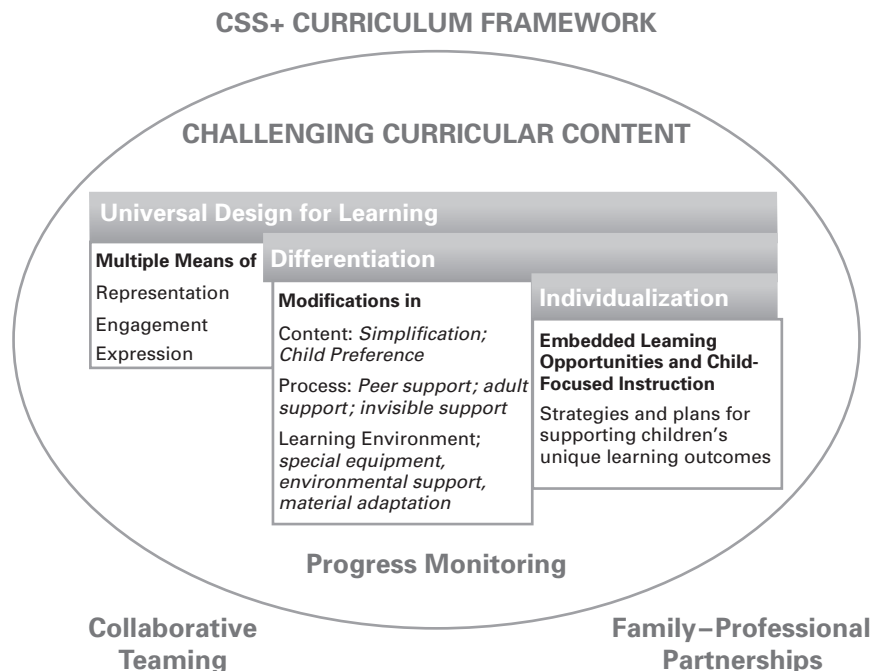 CSS+ CURRICULUM FRAMEWORK
CHALLENGING CURRICULAR CONTENT
Universal Design for Learning
Multiple Means of
Representation
Engagement
Expression
Differentiation
Modifications in
Content: Simplification;
Child Preference
Process: Peer support; adult
support; invisible support
Learning Environment;
special equipment,
environmental support,
material adaptation
Individualization
Embedded Learning
Opportunities and Child-
Focused Instruction
Strategies and plans for
supporting children's
unique learning outcomes
Progress Monitoring
Collaborative
Teaming
Family–Professional
Partnerships